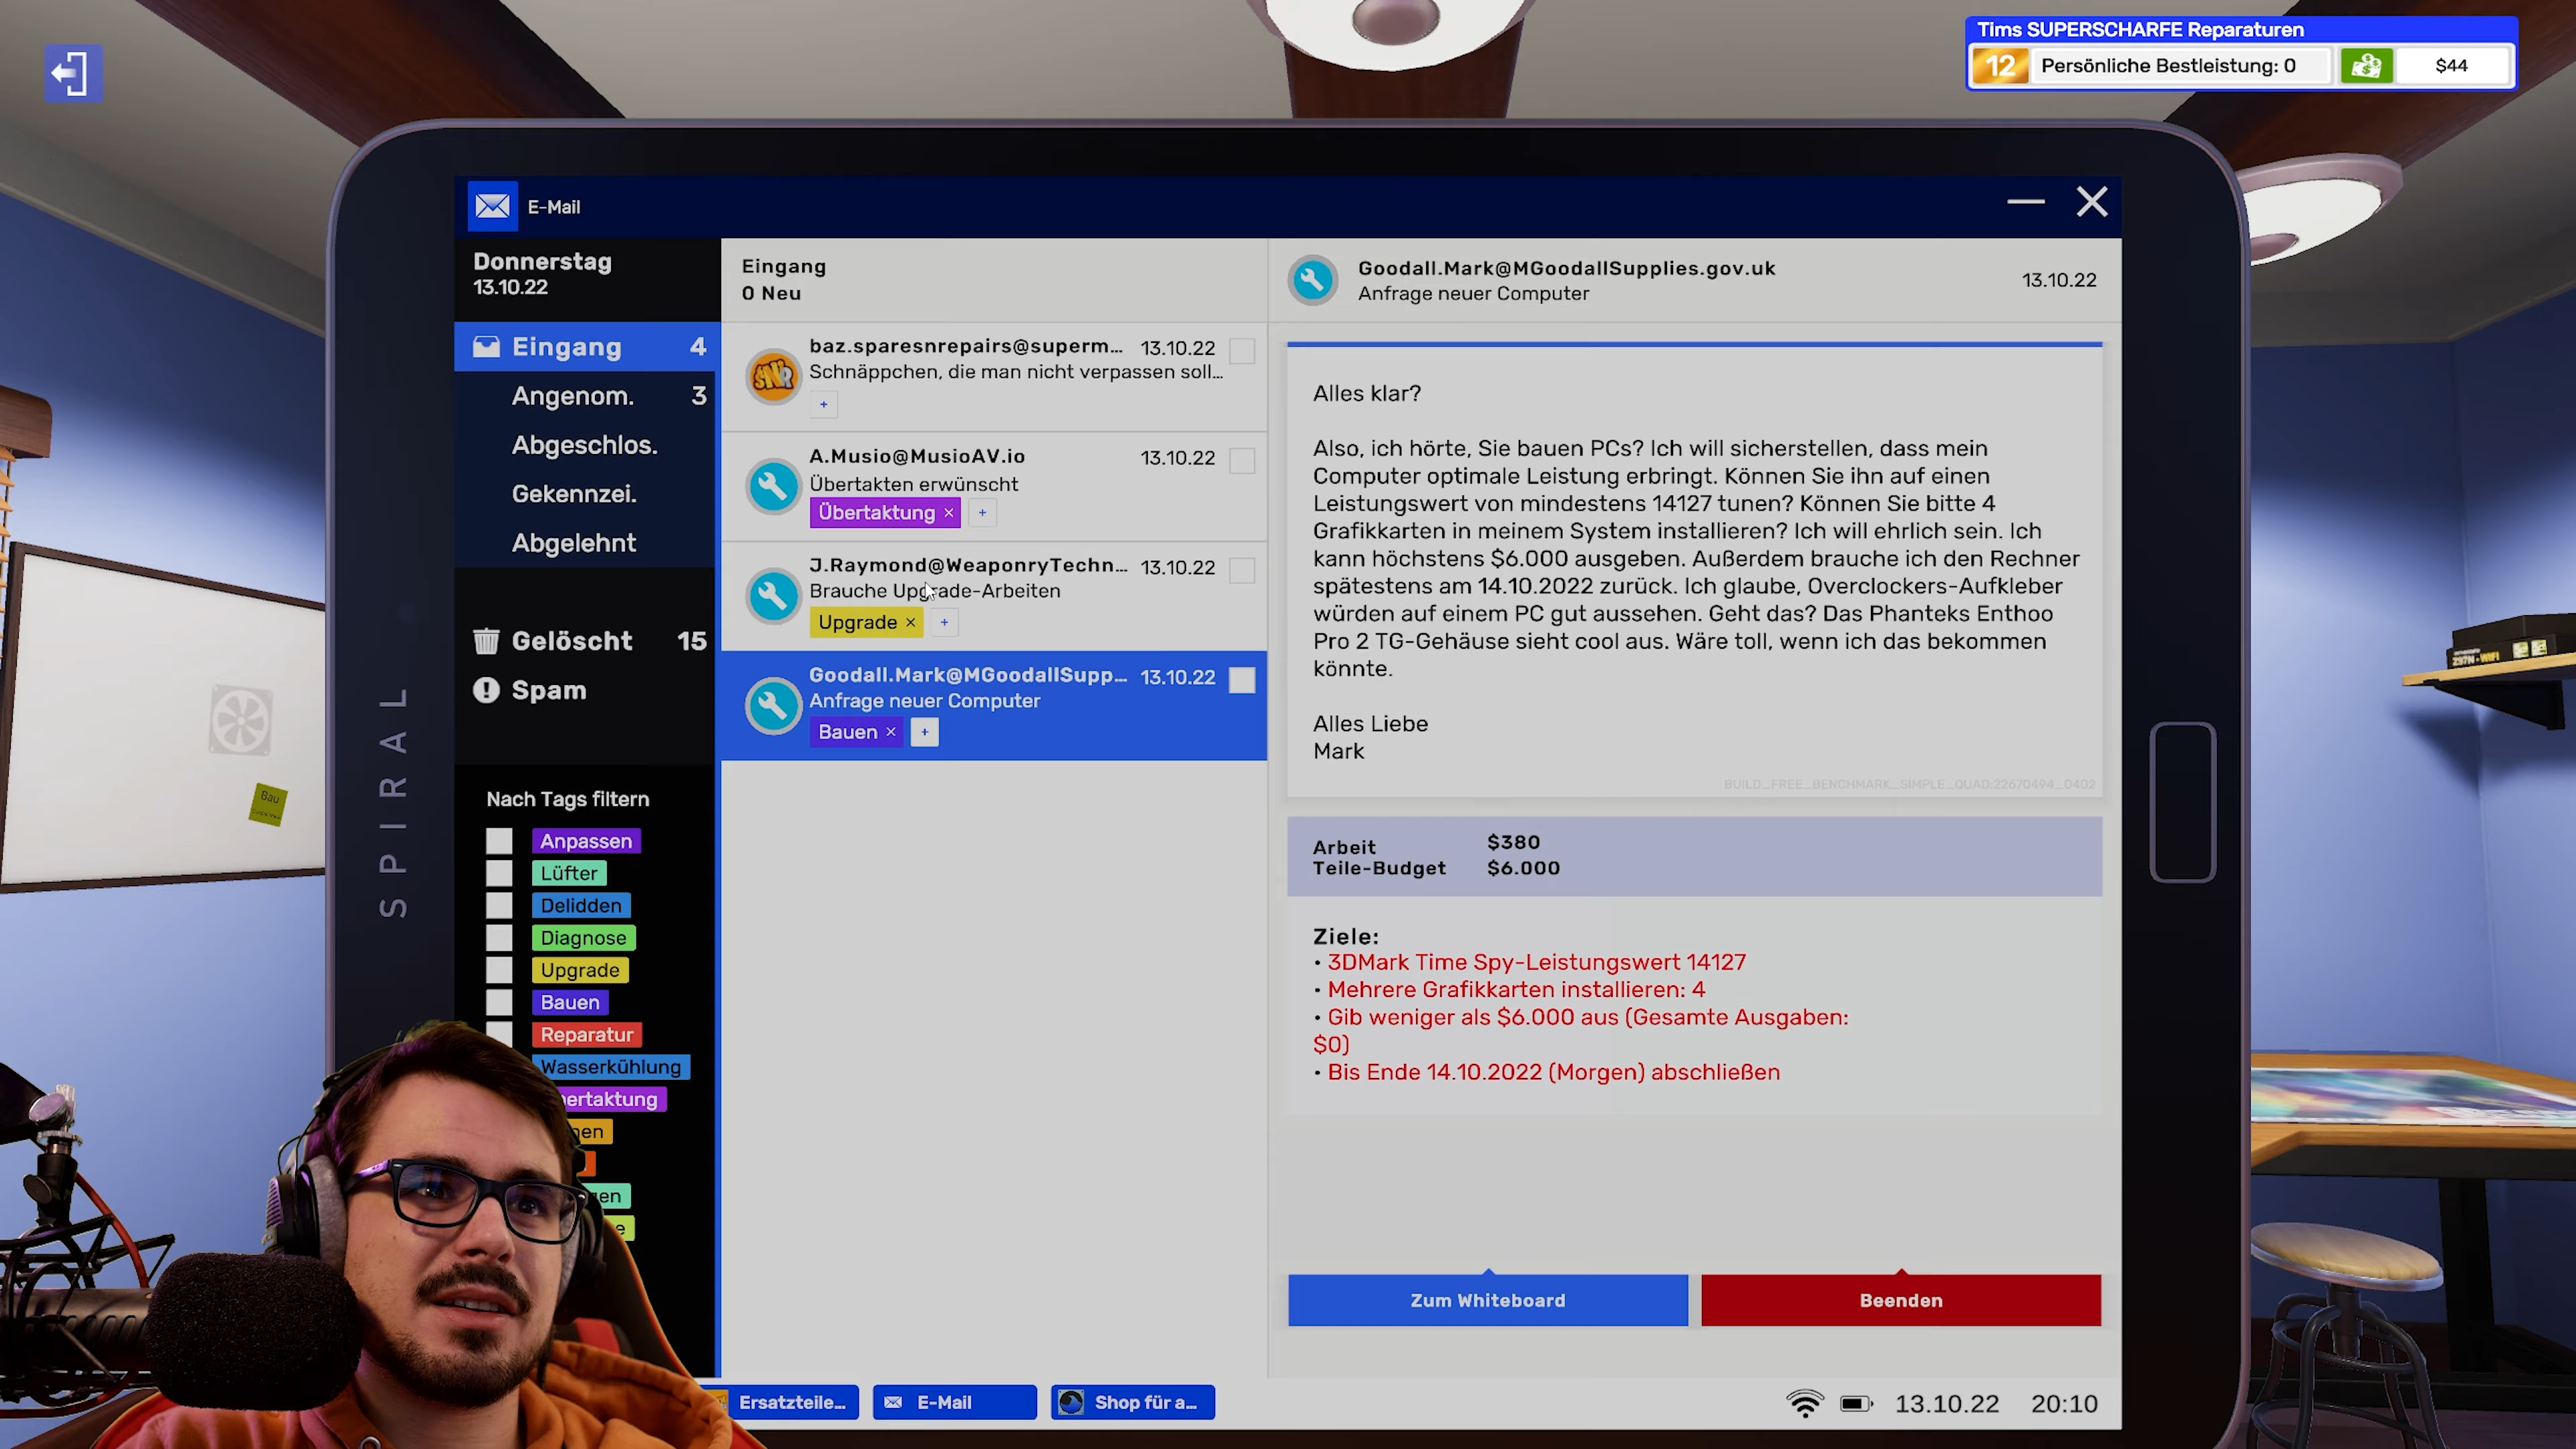 Tims SUPERSCHARFE Reparaturen
12 Persönliche Bestleistung: 0 $44
E-Mail
Donnerstag
13.10.22
Eingang 4
Angenom. 3
Abgeschlos.
Gekennzei.
Abgelehnt
Gelöscht 15
Spam
Nach Tags filtern
Anpassen
Lüfter
Delidden
Diagnose
Upgrade
Bauen
Reparatur
Wasserkühlung
bertaktung
nen
gen
e
Eingang
0 Neu
SNR
baz.sparesnrepairs@superm... 13.10.22
Schnäppchen, die man nicht verpassen soll...
+
A.Musio@MusioAV.io 13.10.22
Übertakten erwünscht
Übertaktung × +
J.Raymond@WeaponryTechn... 13.10.22
Brauche Upgrade-Arbeiten
Upgrade × +
Goodall.Mark@MGoodallSupp... 13.10.22
Anfrage neuer Computer
Bauen × +
Goodall.Mark@MGoodallSupplies.gov.uk 13.10.22
Anfrage neuer Computer
Alles klar?
Also, ich hörte, Sie bauen PCs? Ich will sicherstellen, dass mein
Computer optimale Leistung erbringt. Können Sie ihn auf einen
Leistungswert von mindestens 14127 tunen? Können Sie bitte 4
Grafikkarten in meinem System installieren? Ich will ehrlich sein. Ich
kann höchstens $6.000 ausgeben. Außerdem brauche ich den Rechner
spätestens am 14.10.2022 zurück. Ich glaube, Overclockers-Aufkleber
würden auf einem PC gut aussehen. Geht das? Das Phanteks Enthoo
Pro 2 TG-Gehäuse sieht cool aus. Wäre toll, wenn ich das bekommen
könnte.
Alles Liebe
Mark
BUILD_FREE_BENCHMARK_SIMPLE_QUAD:22670494_0402
Arbeit $380
Teile-Budget $6.000
Ziele:
• 3DMark Time Spy-Leistungswert 14127
• Mehrere Grafikkarten installieren: 4
• Gib weniger als $6.000 aus (Gesamte Ausgaben:
$0)
• Bis Ende 14.10.2022 (Morgen) abschließen
Zum Whiteboard Beenden
Ersatzteile... E-Mail Shop für a... 13.10.22 20:10
SPIRAL
Bau